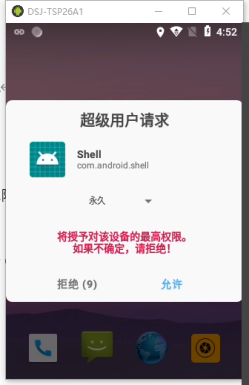 DSJ-TSP26A1
4:52
超级用户请求
Shell
com.android.shell
永久
将授予对该设备的最高权限。
如果不确定，请拒绝！
拒绝 (9)
允许